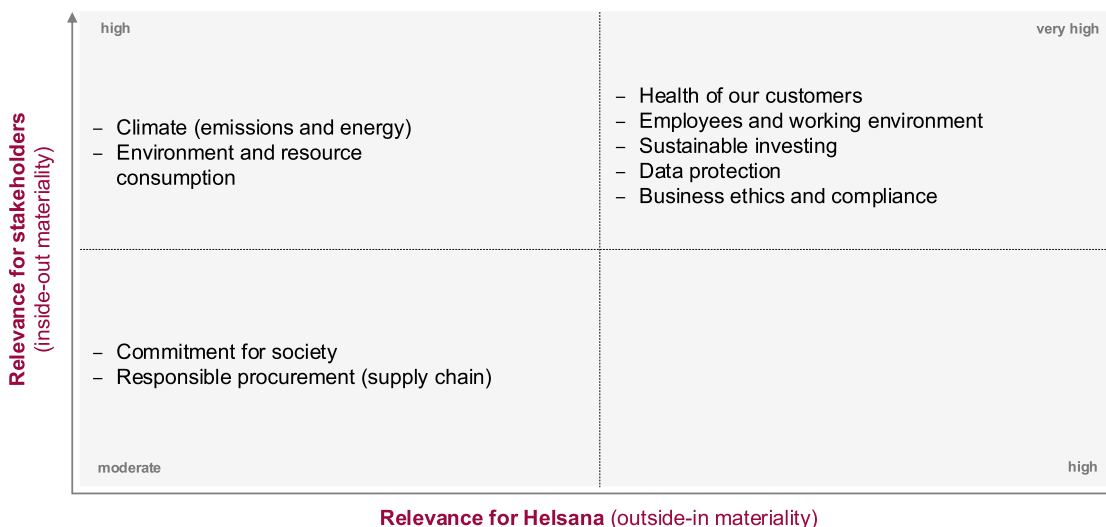 high
very high
– Health of our customers
– Employees and working environment
– Sustainable investing
– Data protection
– Business ethics and compliance
– Climate (emissions and energy)
– Environment and resource
consumption
Relevance for stakeholders
(inside-out materiality)
– Commitment for society
– Responsible procurement (supply chain)
moderate
high
Relevance for Helsana (outside-in materiality)